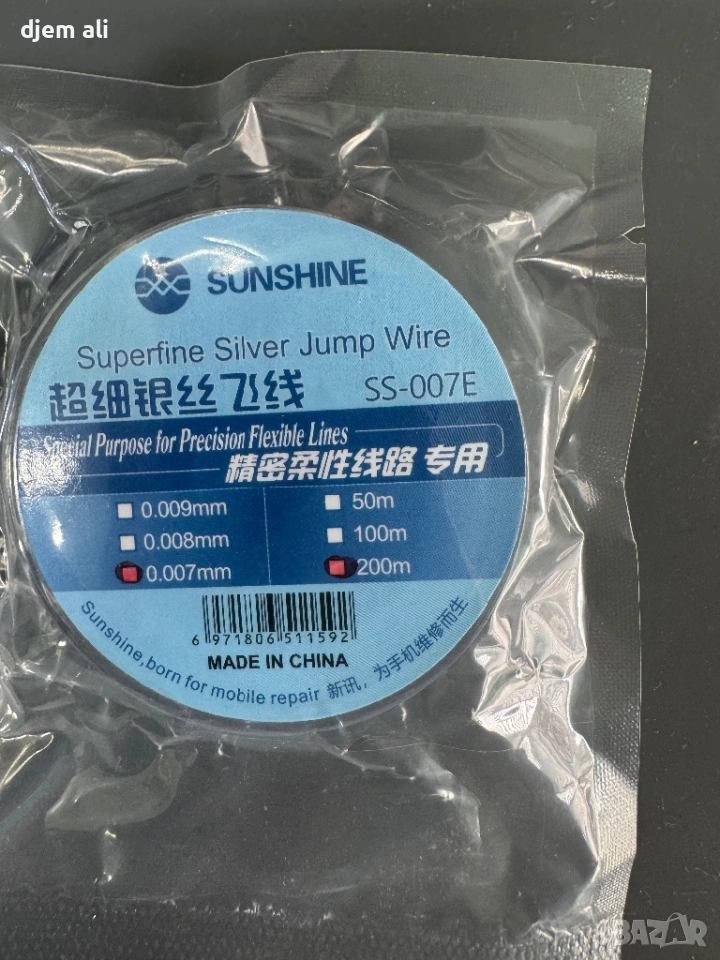 djem ali
SUNSHINE
Superfine Silver Jump Wire
超细银丝飞线 SS-007E
Special Purpose for Precision Flexible Lines
精密柔性线路 专用
0.009mm 50m
0.008mm 100m
0.007mm 200m
6 971806 511592
MADE IN CHINA
Sunshine,born for mobile repair 新讯，为手机维修而生
BAZAR